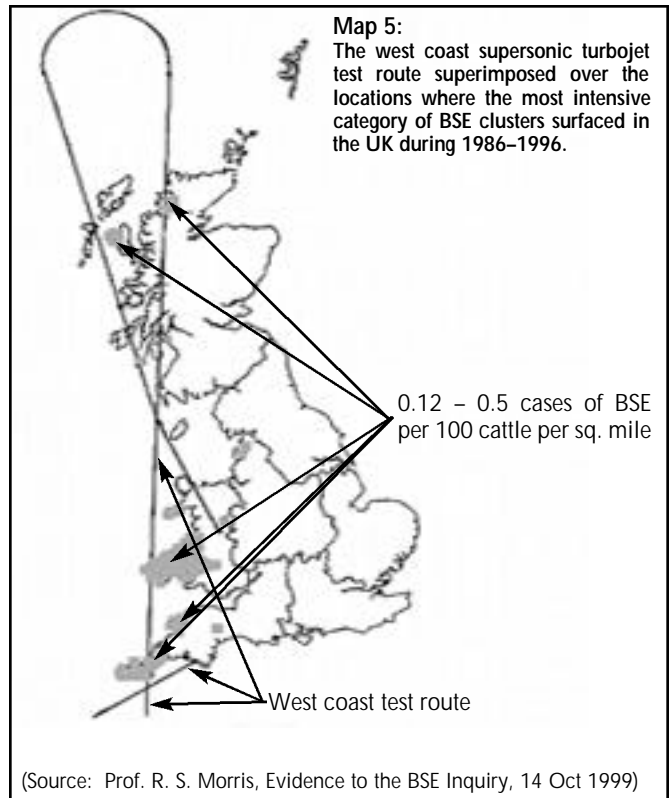 Map 5:
The west coast supersonic turbojet
test route superimposed over the
locations where the most intensive
category of BSE clusters surfaced in
the UK during 1986–1996.
0.12 – 0.5 cases of BSE
per 100 cattle per sq. mile
West coast test route
(Source: Prof. R. S. Morris, Evidence to the BSE Inquiry, 14 Oct 1999)